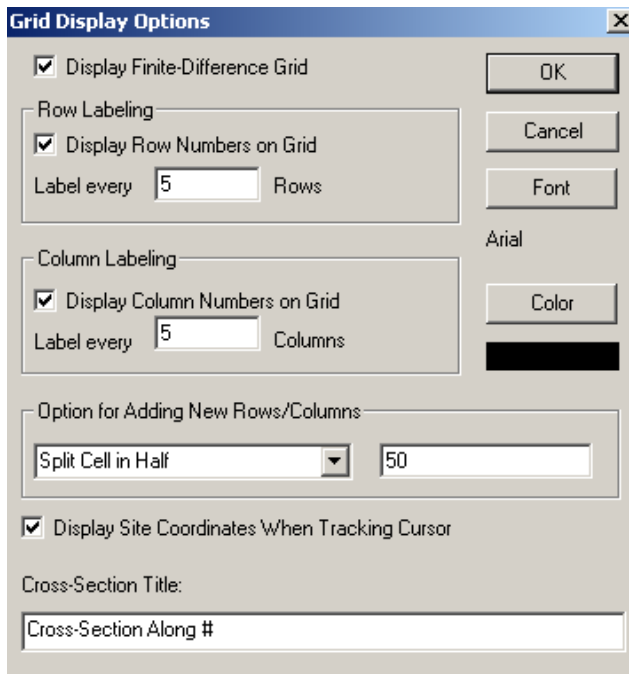 Grid Display Options
Display Finite-Difference Grid
OK
Row Labeling
Display Row Numbers on Grid
Cancel
Label every 5 Rows
Font
Arial
Column Labeling
Display Column Numbers on Grid
Color
Label every 5 Columns
Option for Adding New Rows/Columns
Split Cell in Half 50
Display Site Coordinates When Tracking Cursor
Cross-Section Title:
Cross-Section Along #